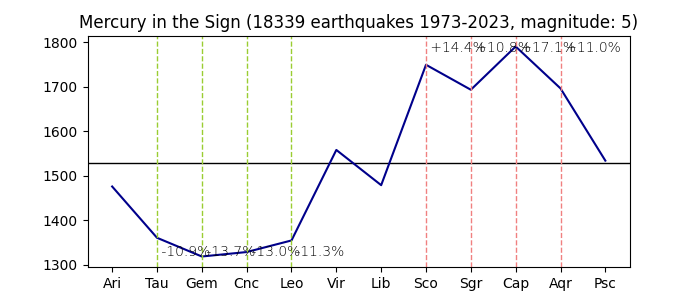 Mercury in the Sign (18339 earthquakes 1973-2023, magnitude: 5)
1800
+14.4% +10.8% +17.1% +11.0%
1700
1600
1500
1400
-10.9% -13.7% -13.0% -11.3%
1300
Ari Tau Gem Cnc Leo Vir Lib Sco Sgr Cap Aqr Psc